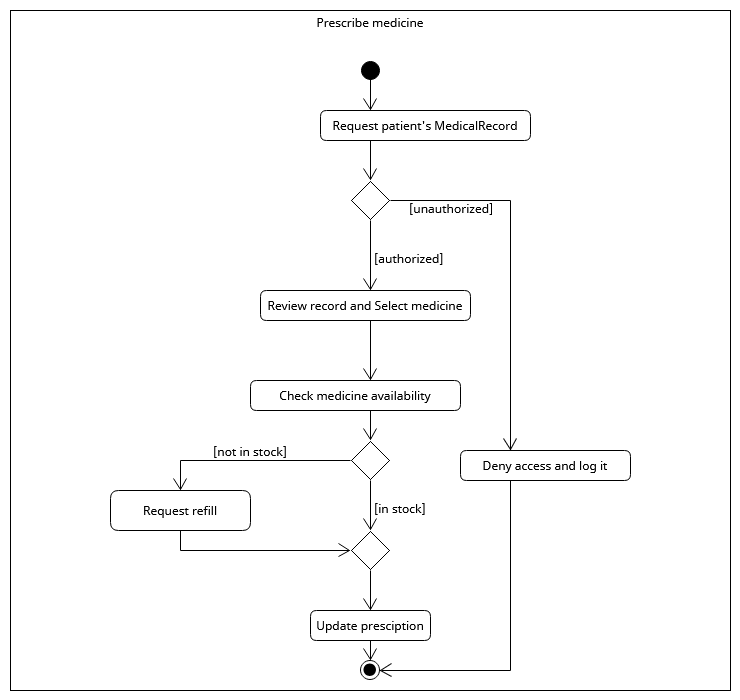 Prescribe medicine
Request patient's MedicalRecord
[unauthorized]
[authorized]
Review record and Select medicine
Check medicine availability
[not in stock]
Deny access and log it
Request refill
[in stock]
Update presciption